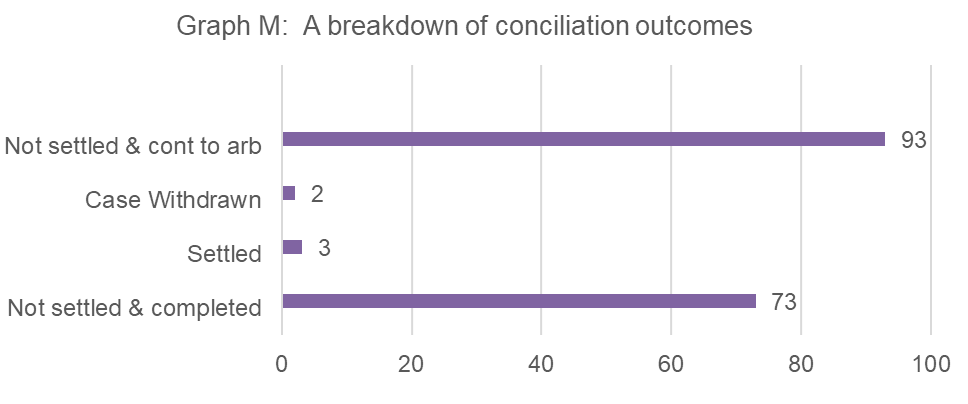 Graph M:  A breakdown of conciliation outcomes
Not settled & cont to arb 93
Case Withdrawn 2
Settled 3
Not settled & completed 73
0 20 40 60 80 100